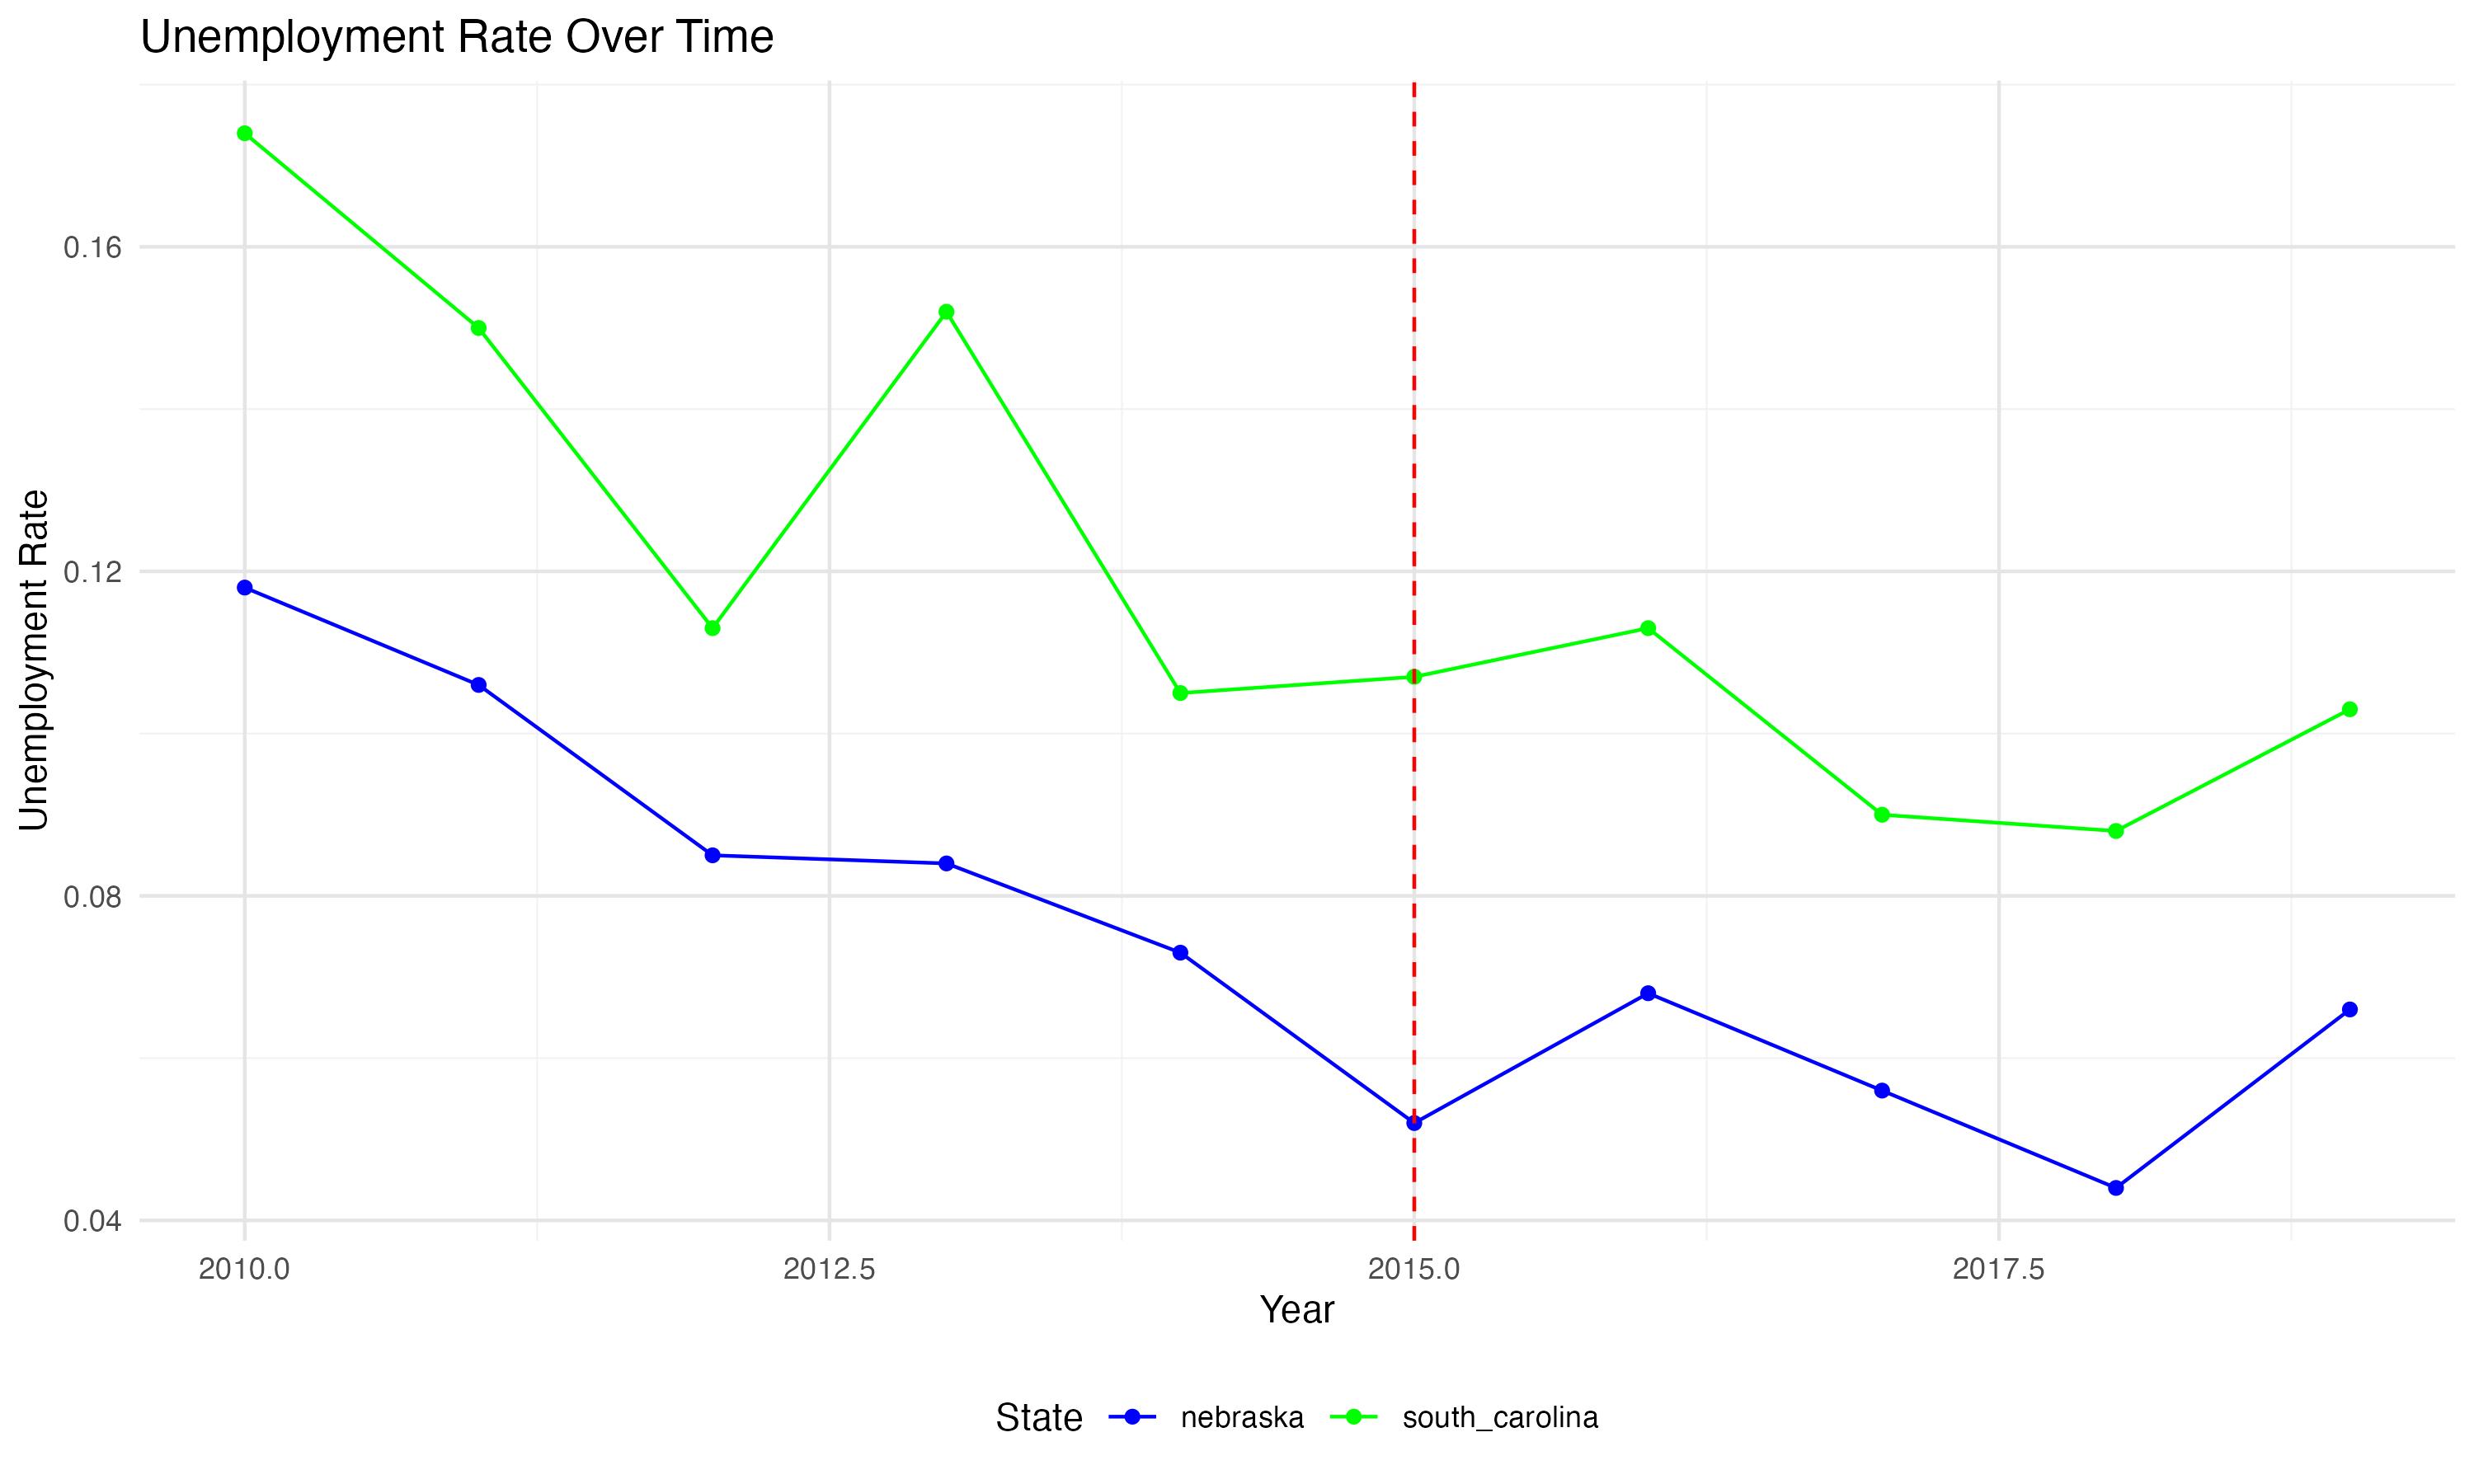 Unemployment Rate Over Time
Unemployment Rate
0.16
0.12
0.08
0.04
2010.0 2012.5 2015.0 2017.5
Year
State nebraska south_carolina